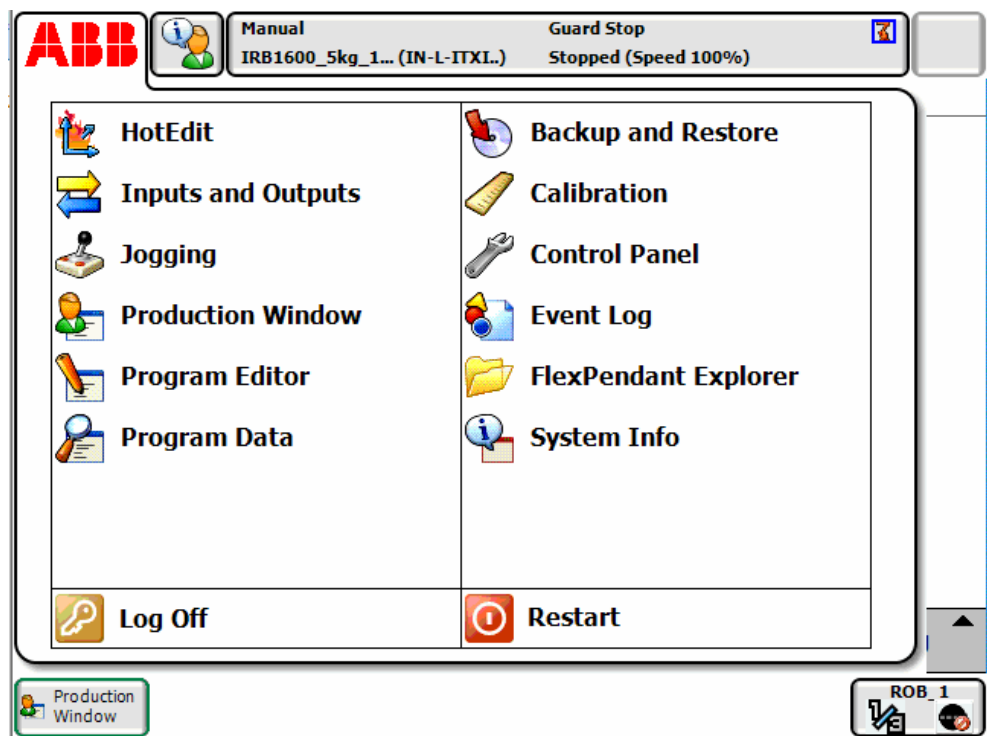 ABB
Manual
Guard Stop
IRB1600_5kg_1... (IN-L-ITXI..)
Stopped (Speed 100%)
HotEdit
Backup and Restore
Inputs and Outputs
Calibration
Jogging
Control Panel
Production Window
Event Log
Program Editor
FlexPendant Explorer
Program Data
System Info
Log Off
Restart
Production
Window
ROB_1
1/3